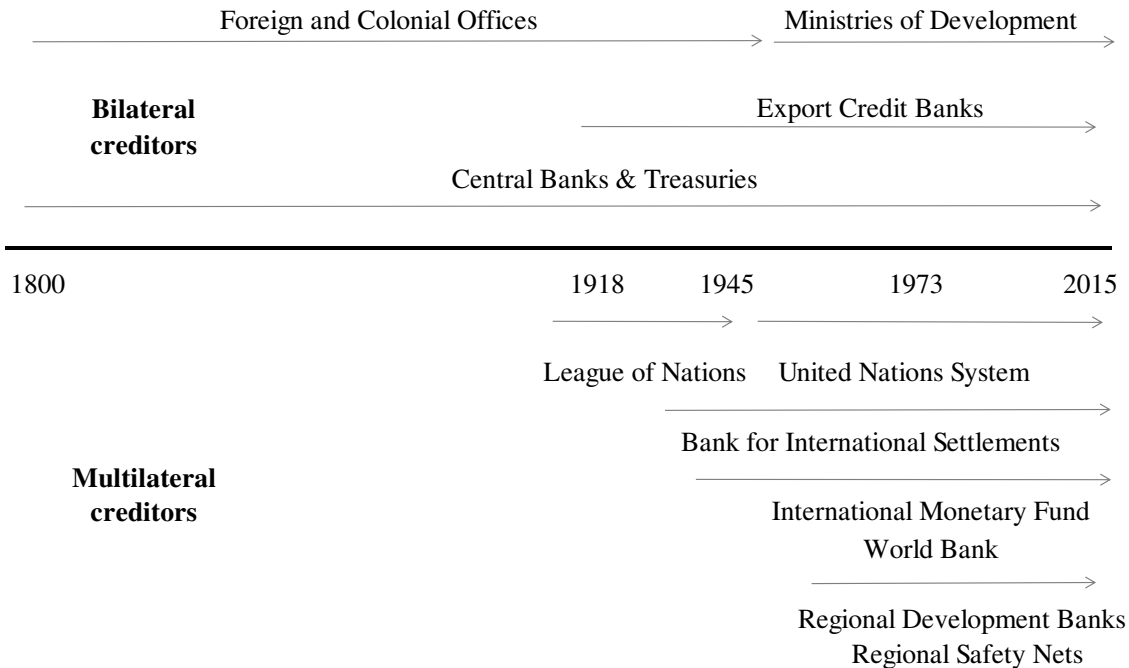 Foreign and Colonial Offices
Ministries of Development
Bilateral
creditors
Export Credit Banks
Central Banks & Treasuries
1800
1918
1945
1973
2015
League of Nations
United Nations System
Bank for International Settlements
Multilateral
creditors
International Monetary Fund
World Bank
Regional Development Banks
Regional Safety Nets